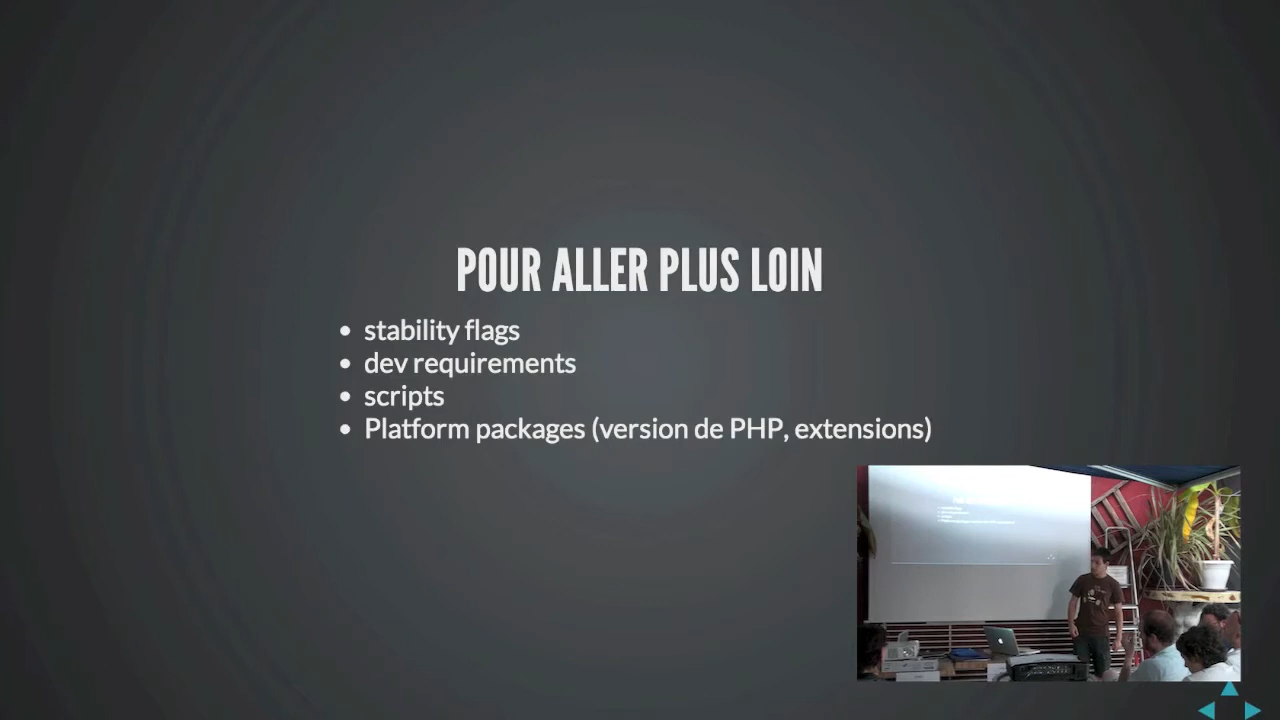 POUR ALLER PLUS LOIN
stability flags
dev requirements
scripts
Platform packages (version de PHP, extensions)